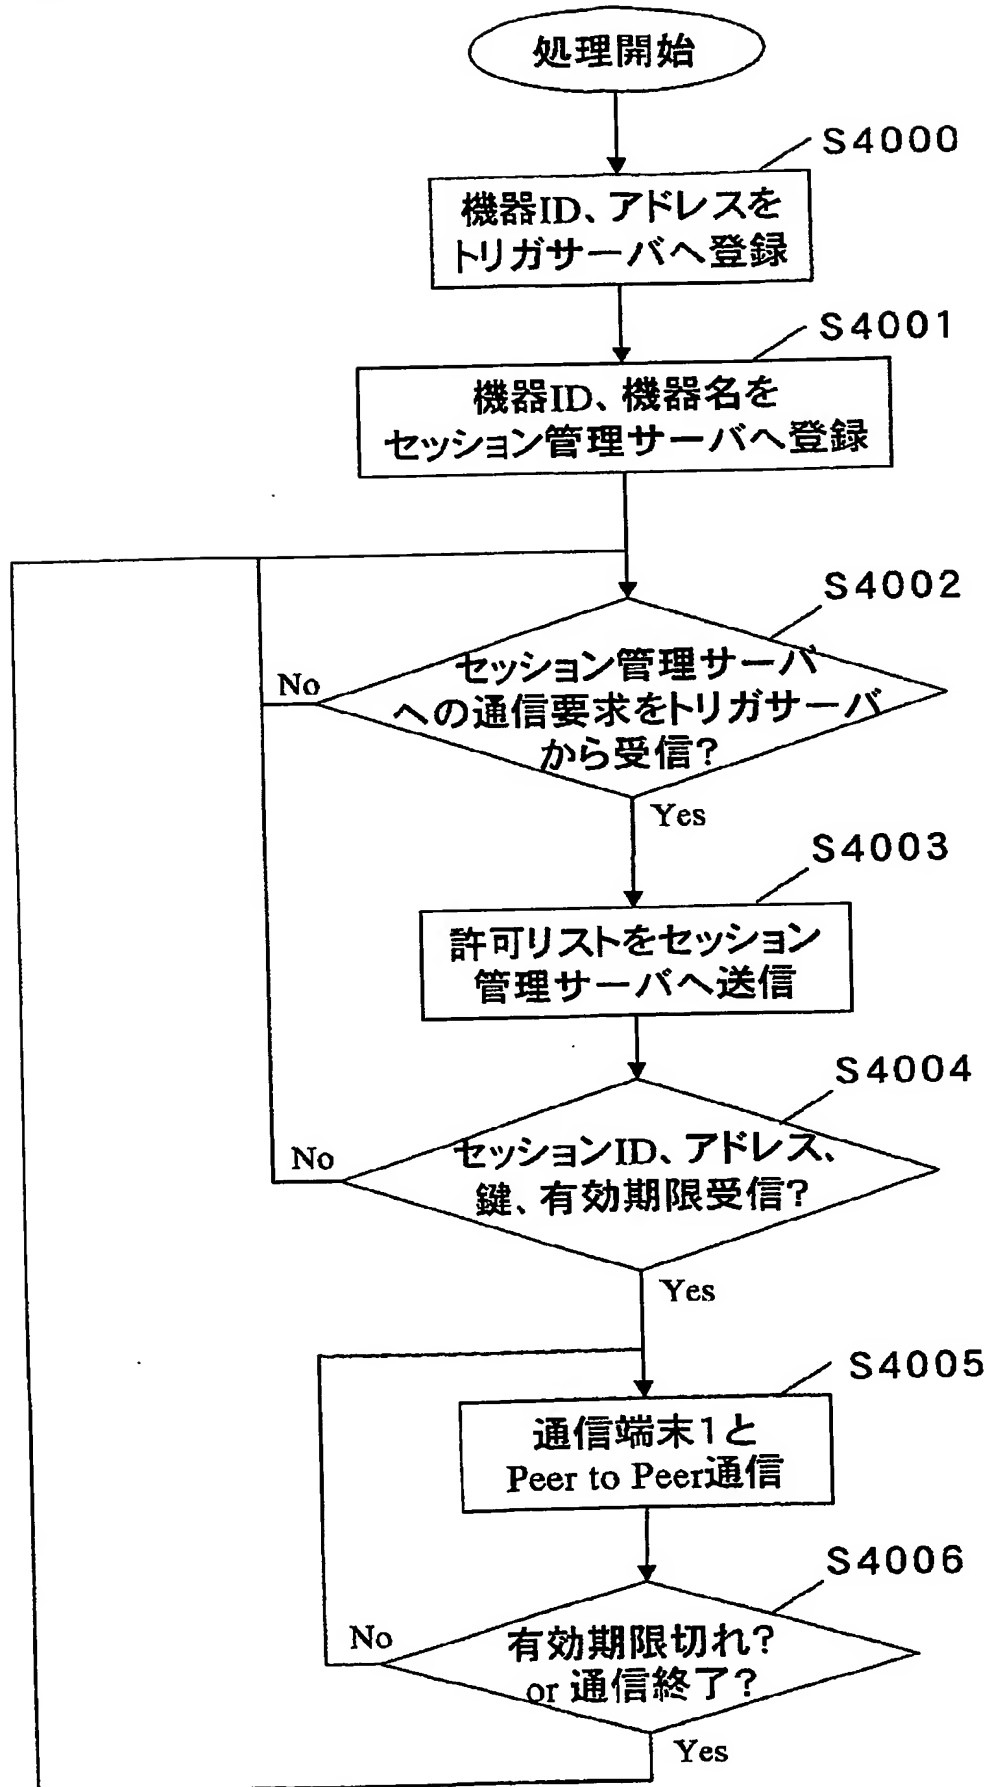 処理開始
S4000
機器ID、アドレスを
トリガサーバへ登録
S4001
機器ID、機器名を
セッション管理サーバへ登録
S4002
セッション管理サーバ
への通信要求をトリガサーバ
から受信?
No
Yes
S4003
許可リストをセッション
管理サーバへ送信
S4004
セッションID、アドレス、
鍵、有効期限受信?
No
Yes
S4005
通信端末1と
Peer to Peer通信
S4006
有効期限切れ?
or 通信終了?
No
Yes